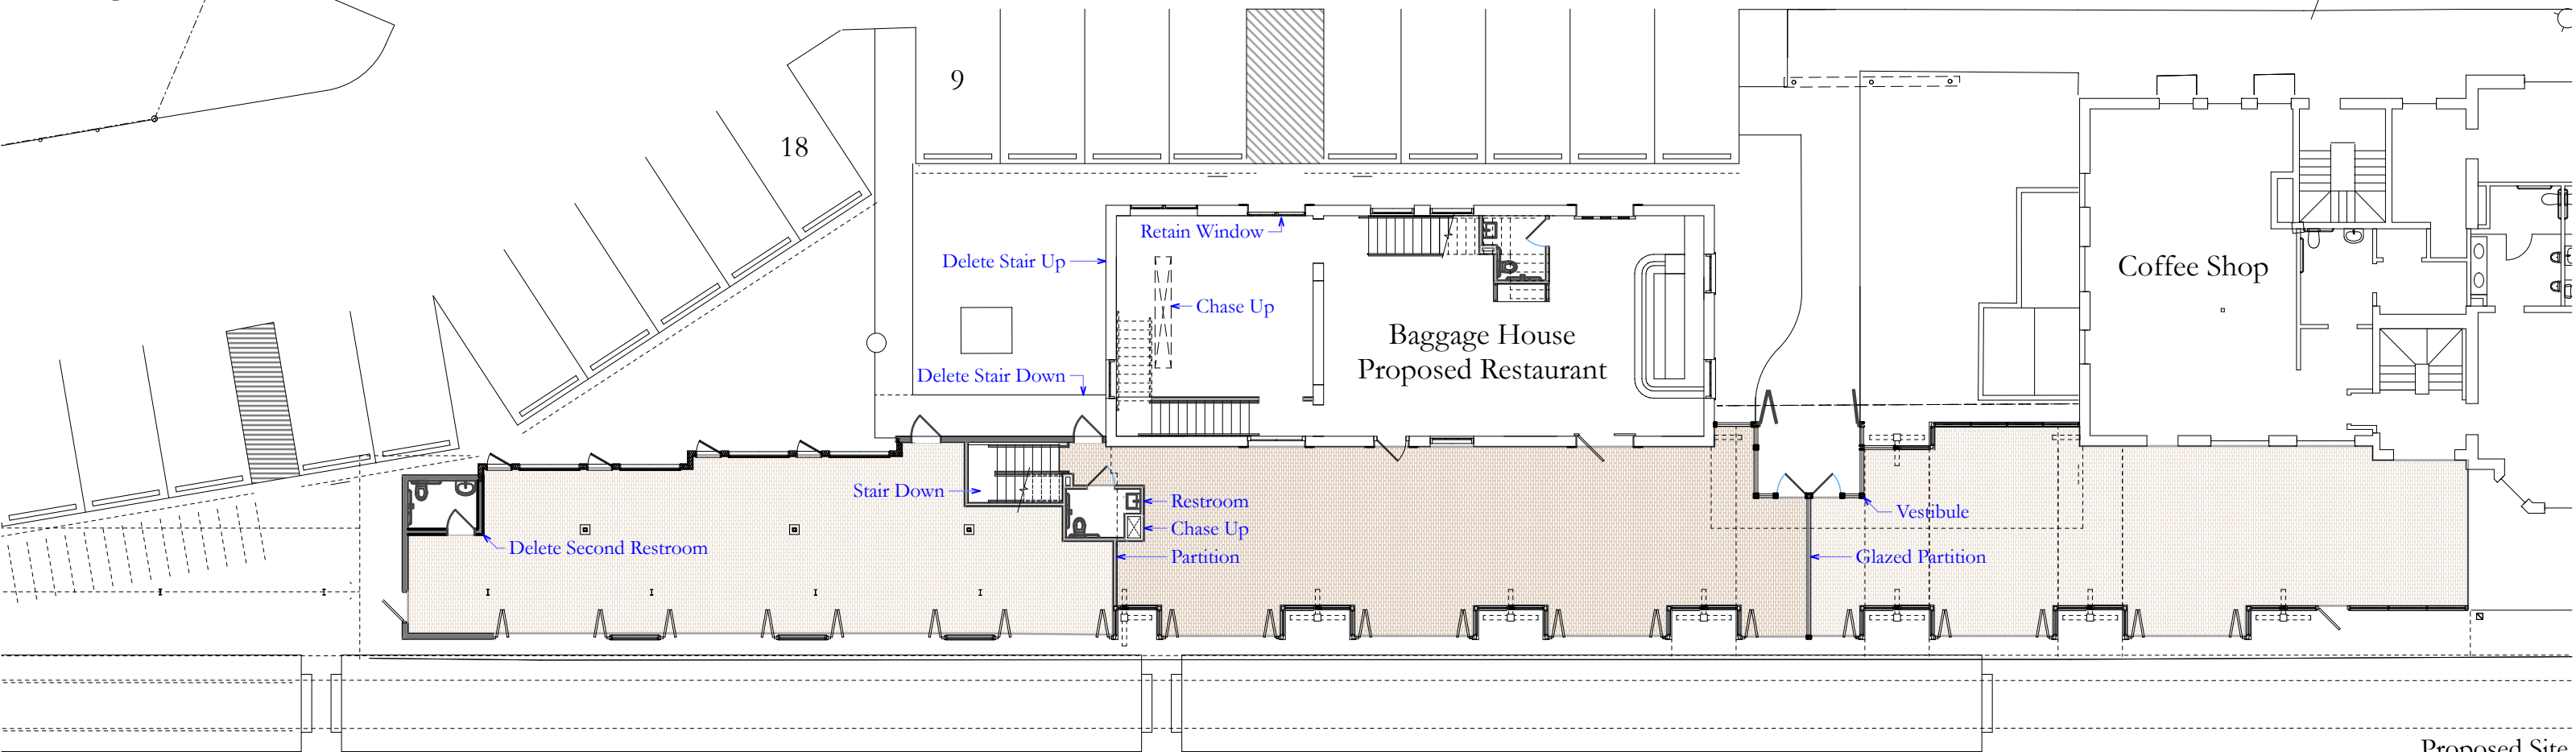 9
18
Retain Window
Delete Stair Up
Chase Up
Coffee Shop
Baggage House
Proposed Restaurant
Delete Stair Down
Stair Down
Restroom
Chase Up
Vestibule
Delete Second Restroom
Partition
Glazed Partition
Proposed Site